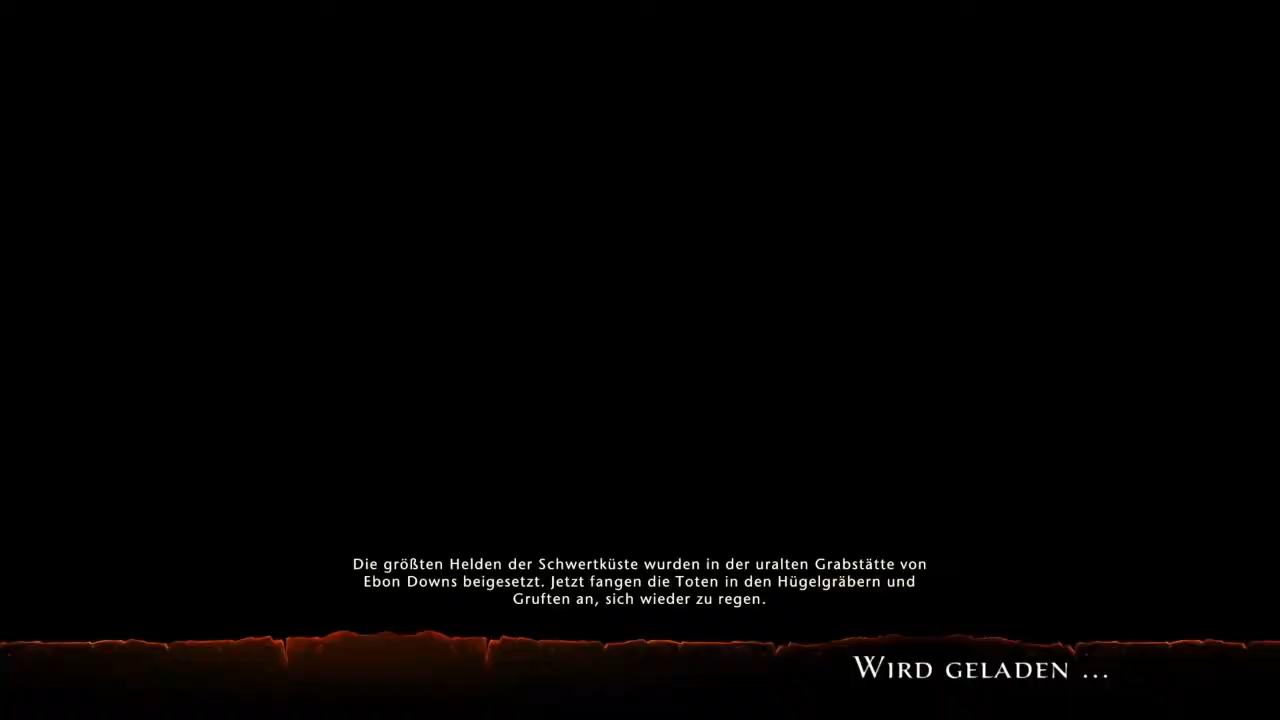 Die größten Helden der Schwertküste wurden in der uralten Grabstätte von
Ebon Downs beigesetzt. Jetzt fangen die Toten in den Hügelgräbern und
Gruften an, sich wieder zu regen.
Wird geladen ...